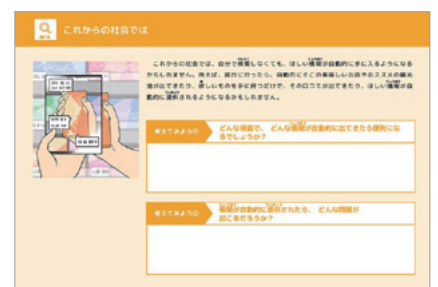 これからの社会では
これからの社会では、自分で検索しなくても、ほしい情報が自動的に手に入るようになる
かもしれません。例えば、旅行に行ったら、自動的にそこの美味しいお店やおススメの観光
地が出てきたり、欲しいものを手に持つだけで、その口コミが出てきたり、ほしい情報が自
動的に提供されるようになるかもしれません。
考えてみよう①
どんな場面で、どんな情報が自動的に出てきたら便利にな
るでしょうか？
考えてみよう②
情報が自動的に提供されたら、どんな問題が
起こるだろうか？